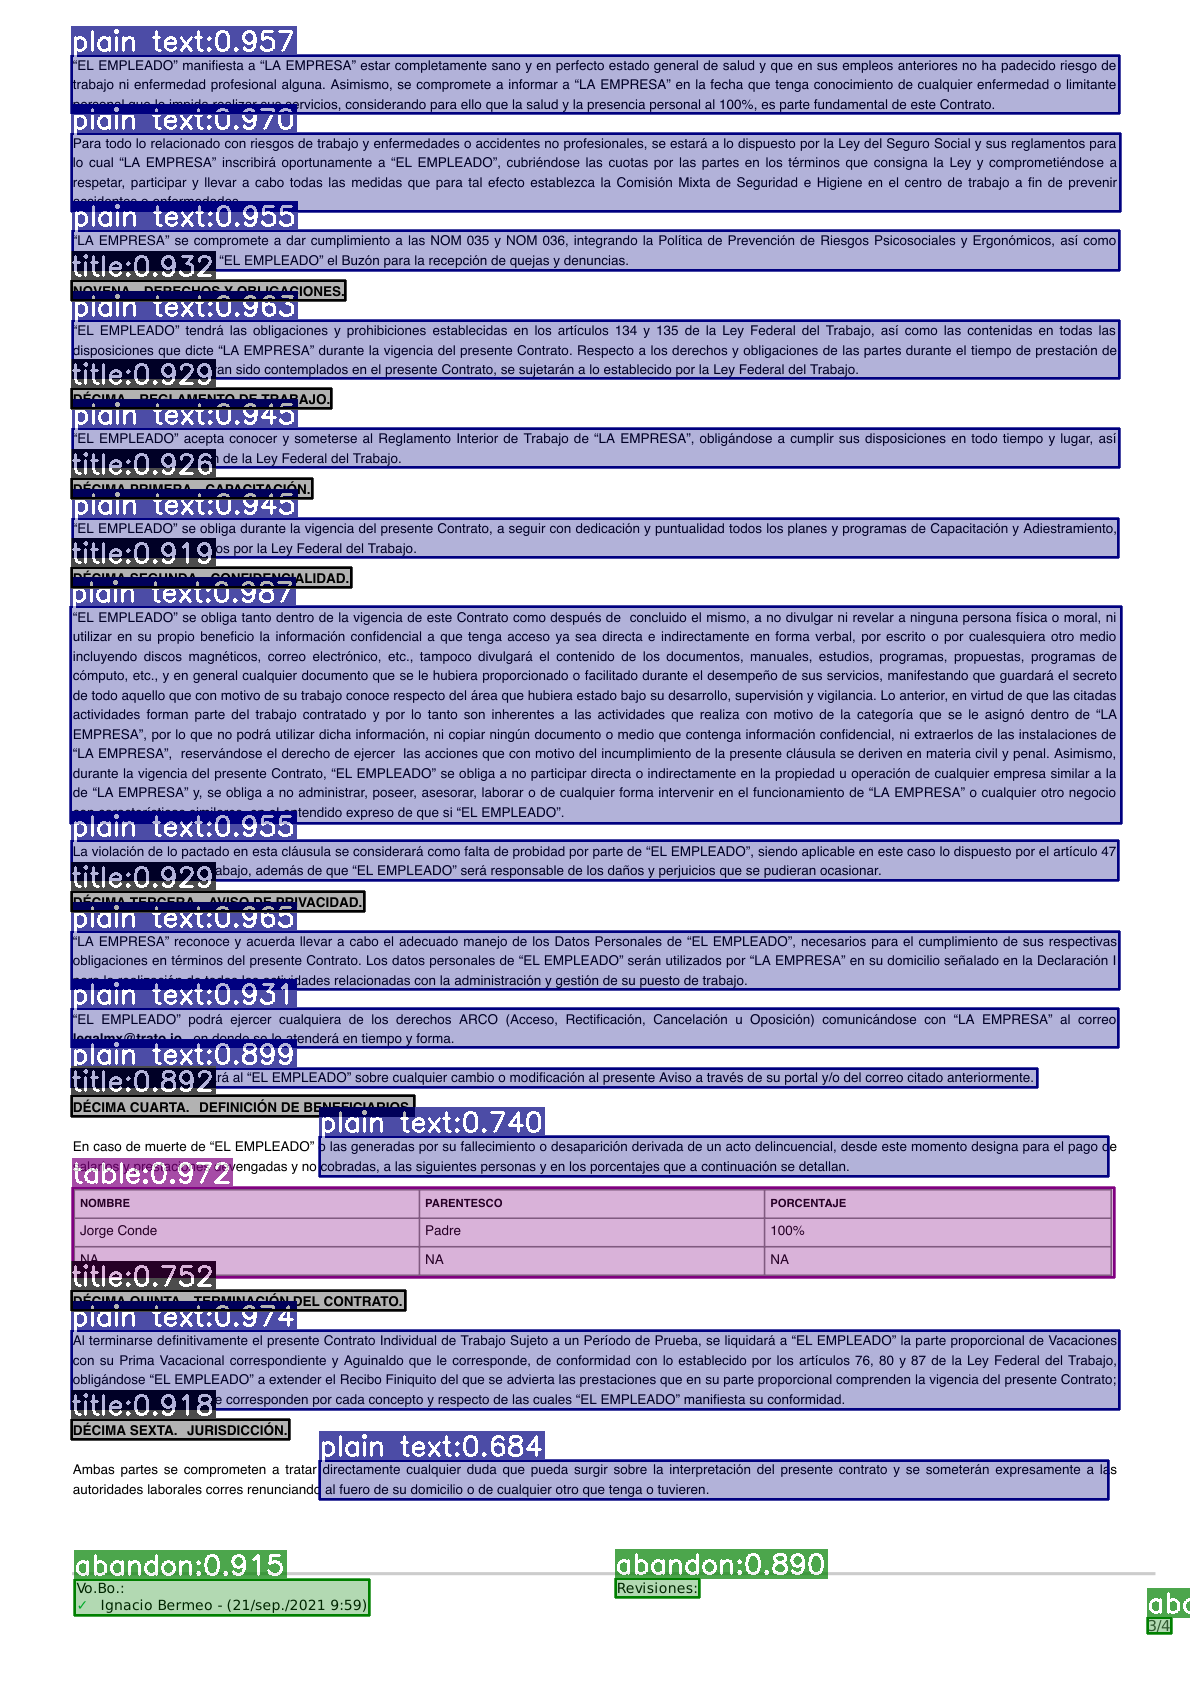 plain text:0.957
“EL EMPLEADO” manifiesta a “LA EMPRESA” estar completamente sano y en perfecto estado general de salud y que en sus empleos anteriores no ha padecido riesgo de
trabajo ni enfermedad profesional alguna. Asimismo, se compromete a informar a “LA EMPRESA” en la fecha que tenga conocimiento de cualquier enfermedad o limitante
personal que le impida realizar sus servicios, considerando para ello que la salud y la presencia personal al 100%, es parte fundamental de este Contrato.
plain text:0.970
Para todo lo relacionado con riesgos de trabajo y enfermedades o accidentes no profesionales, se estará a lo dispuesto por la Ley del Seguro Social y sus reglamentos para
lo cual “LA EMPRESA” inscribirá oportunamente a “EL EMPLEADO”, cubriéndose las cuotas por las partes en los términos que consigna la Ley y comprometiéndose a
respetar, participar y llevar a cabo todas las medidas que para tal efecto establezca la Comisión Mixta de Seguridad e Higiene en el centro de trabajo a fin de prevenir
accidentes o enfermedades.
plain text:0.955
“LA EMPRESA” se compromete a dar cumplimiento a las NOM 035 y NOM 036, integrando la Política de Prevención de Riesgos Psicosociales y Ergonómicos, así como
title:0.932 “EL EMPLEADO” el Buzón para la recepción de quejas y denuncias.
NOVENA. DERECHOS Y OBLIGACIONES.
plain text:0.963
“EL EMPLEADO” tendrá las obligaciones y prohibiciones establecidas en los artículos 134 y 135 de la Ley Federal del Trabajo, así como las contenidas en todas las
disposiciones que dicte “LA EMPRESA” durante la vigencia del presente Contrato. Respecto a los derechos y obligaciones de las partes durante el tiempo de prestación de
title:0.929 an sido contemplados en el presente Contrato, se sujetarán a lo establecido por la Ley Federal del Trabajo.
DÉCIMA. REGLAMENTO DE TRABAJO.
plain text:0.945
“EL EMPLEADO” acepta conocer y someterse al Reglamento Interior de Trabajo de “LA EMPRESA”, obligándose a cumplir sus disposiciones en todo tiempo y lugar, así
title:0.926 de la Ley Federal del Trabajo.
DÉCIMA PRIMERA. CAPACITACIÓN.
plain text:0.945
“EL EMPLEADO” se obliga durante la vigencia del presente Contrato, a seguir con dedicación y puntualidad todos los planes y programas de Capacitación y Adiestramiento,
title:0.919 os por la Ley Federal del Trabajo.
DÉCIMA SEGUNDA. CONFIDENCIALIDAD.
plain text:0.987
“EL EMPLEADO” se obliga tanto dentro de la vigencia de este Contrato como después de concluido el mismo, a no divulgar ni revelar a ninguna persona física o moral, ni
utilizar en su propio beneficio la información confidencial a que tenga acceso ya sea directa e indirectamente en forma verbal, por escrito o por cualesquiera otro medio
incluyendo discos magnéticos, correo electrónico, etc., tampoco divulgará el contenido de los documentos, manuales, estudios, programas, propuestas, programas de
cómputo, etc., y en general cualquier documento que se le hubiera proporcionado o facilitado durante el desempeño de sus servicios, manifestando que guardará el secreto
de todo aquello que con motivo de su trabajo conoce respecto del área que hubiera estado bajo su desarrollo, supervisión y vigilancia. Lo anterior, en virtud de que las citadas
actividades forman parte del trabajo contratado y por lo tanto son inherentes a las actividades que realiza con motivo de la categoría que se le asignó dentro de “LA
EMPRESA”, por lo que no podrá utilizar dicha información, ni copiar ningún documento o medio que contenga información confidencial, ni extraerlos de las instalaciones de
“LA EMPRESA”, reservándose el derecho de ejercer las acciones que con motivo del incumplimiento de la presente cláusula se deriven en materia civil y penal. Asimismo,
durante la vigencia del presente Contrato, “EL EMPLEADO” se obliga a no participar directa o indirectamente en la propiedad u operación de cualquier empresa similar a la
de “LA EMPRESA” y, se obliga a no administrar, poseer, asesorar, laborar o de cualquier forma intervenir en el funcionamiento de “LA EMPRESA” o cualquier otro negocio
con características similares, en el entendido expreso de que si “EL EMPLEADO”.
plain text:0.955
La violación de lo pactado en esta cláusula se considerará como falta de probidad por parte de “EL EMPLEADO”, siendo aplicable en este caso lo dispuesto por el artículo 47
title:0.929 abajo, además de que “EL EMPLEADO” será responsable de los daños y perjuicios que se pudieran ocasionar.
DÉCIMA TERCERA. AVISO DE PRIVACIDAD.
plain text:0.965
“LA EMPRESA” reconoce y acuerda llevar a cabo el adecuado manejo de los Datos Personales de “EL EMPLEADO”, necesarios para el cumplimiento de sus respectivas
obligaciones en términos del presente Contrato. Los datos personales de “EL EMPLEADO” serán utilizados por “LA EMPRESA” en su domicilio señalado en la Declaración I
para la realización de todas las actividades relacionadas con la administración y gestión de su puesto de trabajo.
plain text:0.931
“EL EMPLEADO” podrá ejercer cualquiera de los derechos ARCO (Acceso, Rectificación, Cancelación u Oposición) comunicándose con “LA EMPRESA” al correo
legalmx@trato.io, en donde se le atenderá en tiempo y forma.
plain text:0.899
title:0.892 rá al “EL EMPLEADO” sobre cualquier cambio o modificación al presente Aviso a través de su portal y/o del correo citado anteriormente.
DÉCIMA CUARTA. DEFINICIÓN DE BENEFICIARIOS.
plain text:0.740
En caso de muerte de “EL EMPLEADO” o las generadas por su fallecimiento o desaparición derivada de un acto delincuencial, desde este momento designa para el pago de
salarios y prestaciones devengadas y no cobradas, a las siguientes personas y en los porcentajes que a continuación se detallan.
table:0.972
NOMBRE PARENTESCO PORCENTAJE
Jorge Conde Padre 100%
NA NA NA
title:0.752
DÉCIMA QUINTA. TERMINACIÓN DEL CONTRATO.
plain text:0.974
Al terminarse definitivamente el presente Contrato Individual de Trabajo Sujeto a un Período de Prueba, se liquidará a “EL EMPLEADO” la parte proporcional de Vacaciones
con su Prima Vacacional correspondiente y Aguinaldo que le corresponde, de conformidad con lo establecido por los artículos 76, 80 y 87 de la Ley Federal del Trabajo,
obligándose “EL EMPLEADO” a extender el Recibo Finiquito del que se advierta las prestaciones que en su parte proporcional comprenden la vigencia del presente Contrato;
title:0.918 e corresponden por cada concepto y respecto de las cuales “EL EMPLEADO” manifiesta su conformidad.
DÉCIMA SEXTA. JURISDICCIÓN.
plain text:0.684
Ambas partes se comprometen a tratar directamente cualquier duda que pueda surgir sobre la interpretación del presente contrato y se someterán expresamente a las
autoridades laborales corres renunciando al fuero de su domicilio o de cualquier otro que tenga o tuvieren.
abandon:0.915 abandon:0.890
Vo.Bo.: Revisiones:
✓ Ignacio Bermeo - (21/sep./2021 9:59)
aba
3/4